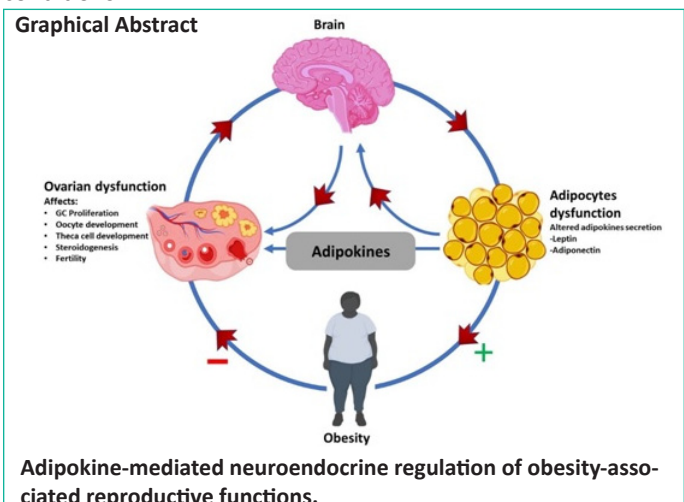 Graphical Abstract
Brain
Ovarian dysfunction
Affects:
• GC Proliferation
• Oocyte development
• Theca cell development
• Steroidogenesis
• Fertility
Adipocytes
dysfunction
Altered adipokines secretion
-Leptin
-Adiponectin
Adipokines
−
+
Obesity
Adipokine-mediated neuroendocrine regulation of obesity-asso-
ciated reproductive functions.